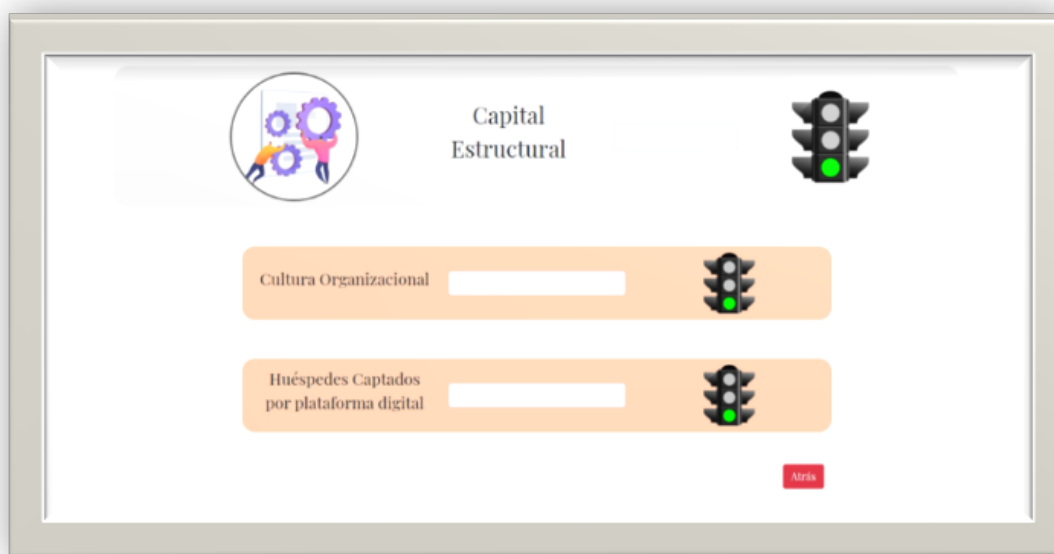 Capital
Estructural
Cultura Organizacional
Huéspedes Captados
por plataforma digital
Atrás